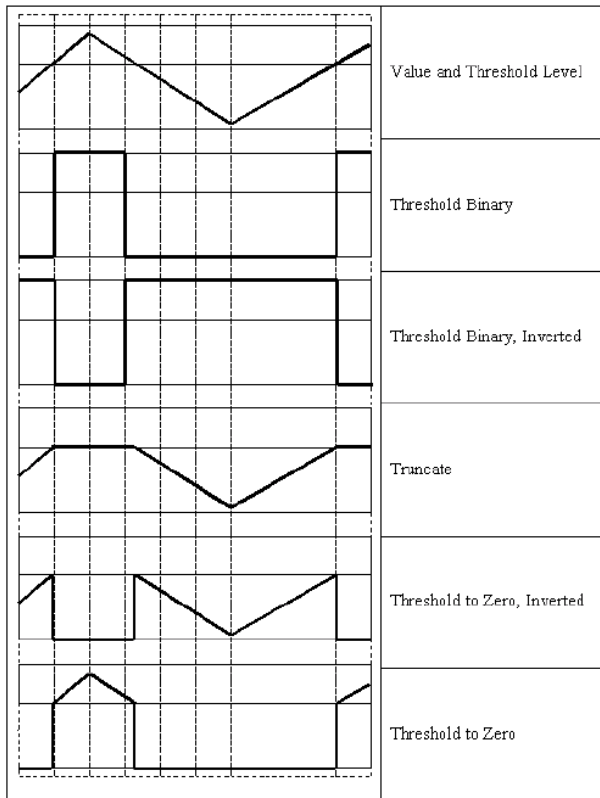 Value and Threshold Level
Threshold Binary
Threshold Binary, Inverted
Truncate
Threshold to Zero, Inverted
Threshold to Zero